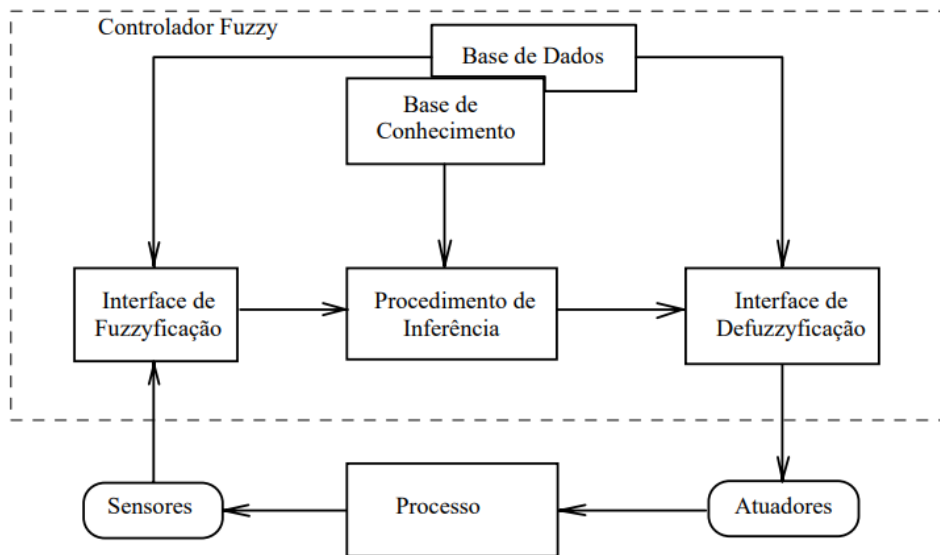 Controlador Fuzzy
Base de Dados
Base de
Conhecimento
Interface de
Fuzzyficação
Procedimento de
Inferência
Interface de
Defuzzyficação
Sensores
Processo
Atuadores